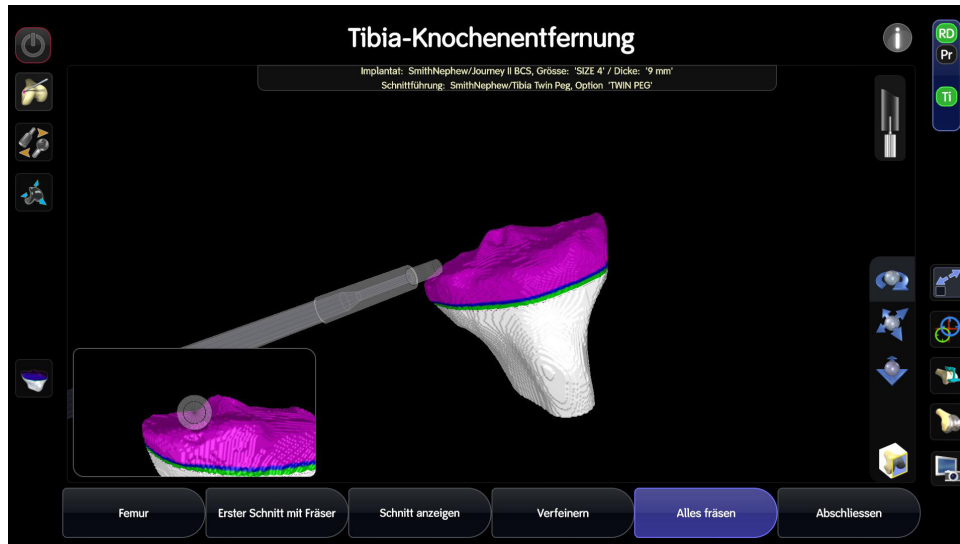 Tibia-Knochenentfernung
Implantat: SmithNephew/Journey II BCS, Grösse: 'SIZE 4' / Dicke: '9 mm'
Schnittführung: SmithNephew/Tibia Twin Peg, Option 'TWIN PEG'
RD
Pr
Ti
Femur
Erster Schnitt mit Fräser
Schnitt anzeigen
Verfeinern
Alles fräsen
Abschliessen